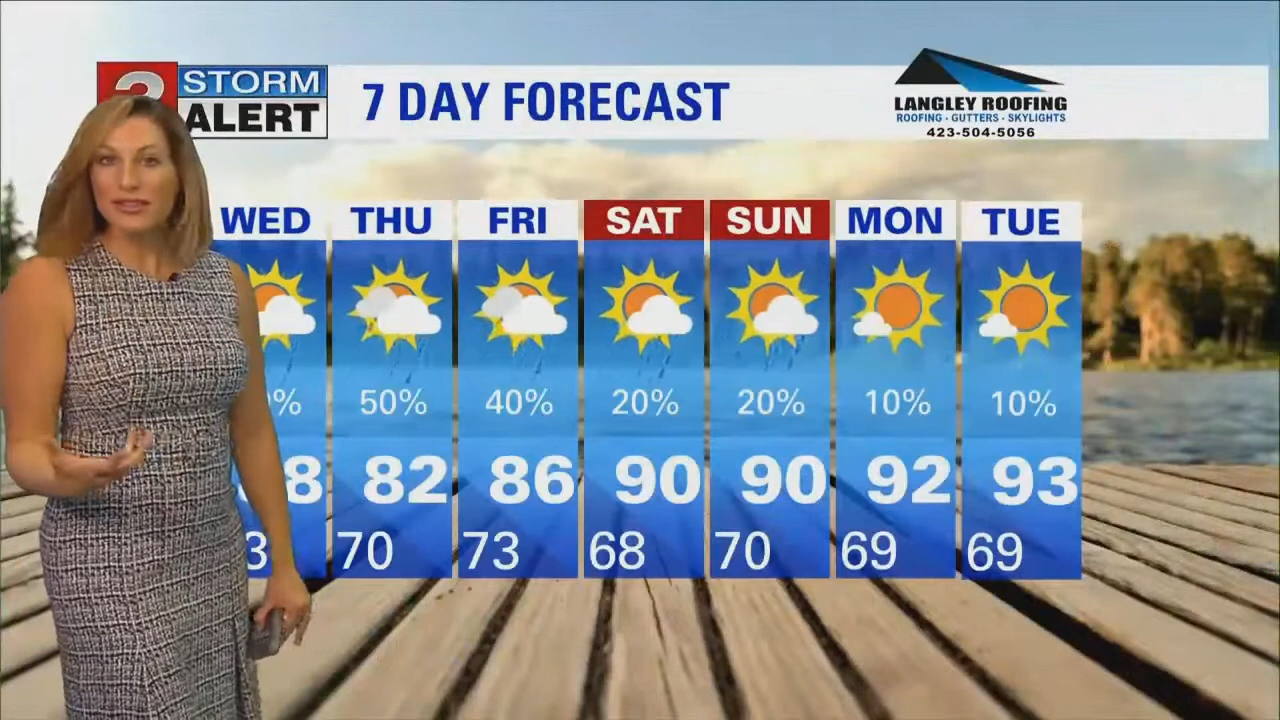 STORM
ALERT
7 DAY FORECAST
LANGLEY ROOFING
ROOFING · GUTTERS · SKYLIGHTS
423-504-5056
WED THU FRI SAT SUN MON TUE
50% 40% 20% 20% 10% 10%
82 86 90 90 92 93
70 73 68 70 69 69